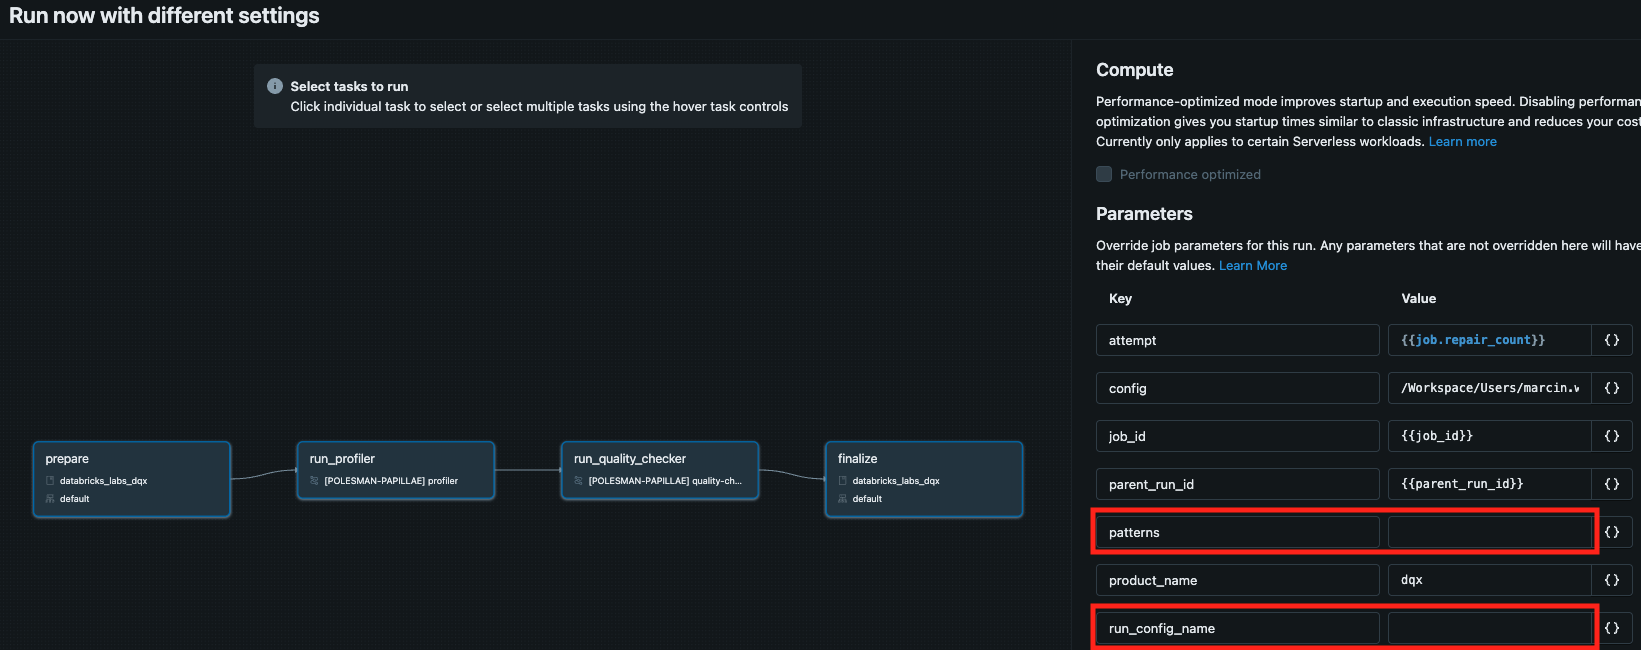 Run now with different settings
Select tasks to run
Click individual task to select or select multiple tasks using the hover task controls
prepare
databricks_labs_dqx
default
run_profiler
[POLESMAN-PAPILLAE] profiler
run_quality_checker
[POLESMAN-PAPILLAE] quality-ch...
finalize
databricks_labs_dqx
default
Compute
Performance-optimized mode improves startup and execution speed. Disabling performan
optimization gives you startup times similar to classic infrastructure and reduces your cost
Currently only applies to certain Serverless workloads. Learn more
Performance optimized
Parameters
Override job parameters for this run. Any parameters that are not overridden here will have
their default values. Learn More
Key Value
attempt {{job.repair_count}} {}
config /Workspace/Users/marcin.w {}
job_id {{job_id}} {}
parent_run_id {{parent_run_id}} {}
patterns {}
product_name dqx {}
run_config_name {}